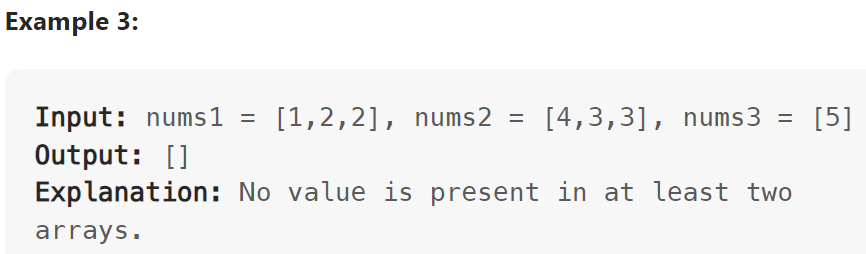 Example 3:
Input: nums1 = [1,2,2], nums2 = [4,3,3], nums3 = [5]
Output: []
Explanation: No value is present in at least two
arrays.